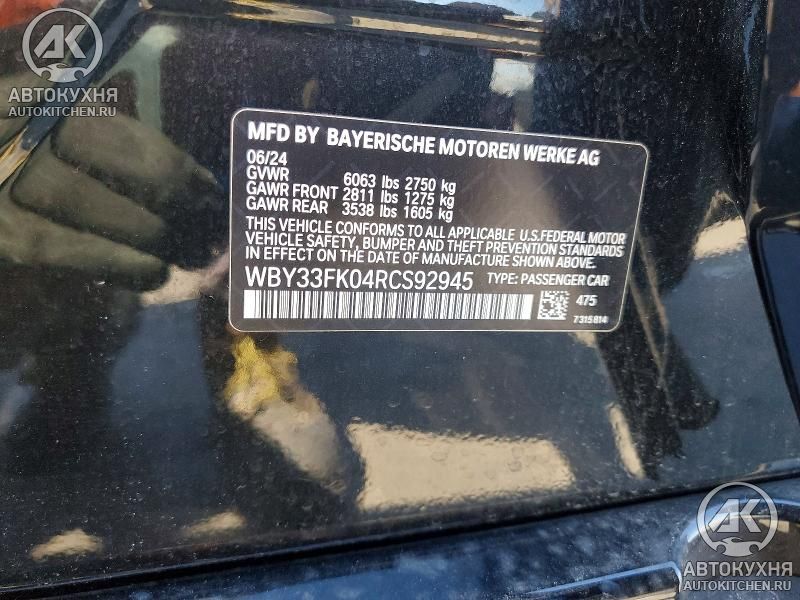 АК
АВТОКУХНЯ
AUTOKITCHEN.RU
MFD BY BAYERISCHE MOTOREN WERKE AG
06/24
GVWR 6063 lbs 2750 kg
GAWR FRONT 2811 lbs 1275 kg
GAWR REAR 3538 lbs 1605 kg
THIS VEHICLE CONFORMS TO ALL APPLICABLE U.S.FEDERAL MOTOR
VEHICLE SAFETY, BUMPER AND THEFT PREVENTION STANDARDS
IN EFFECT ON THE DATE OF MANUFACTURE SHOWN ABOVE.
WBY33FK04RCS92945 TYPE: PASSENGER CAR
475
7315814
АК
АВТОКУХНЯ
AUTOKITCHEN.RU